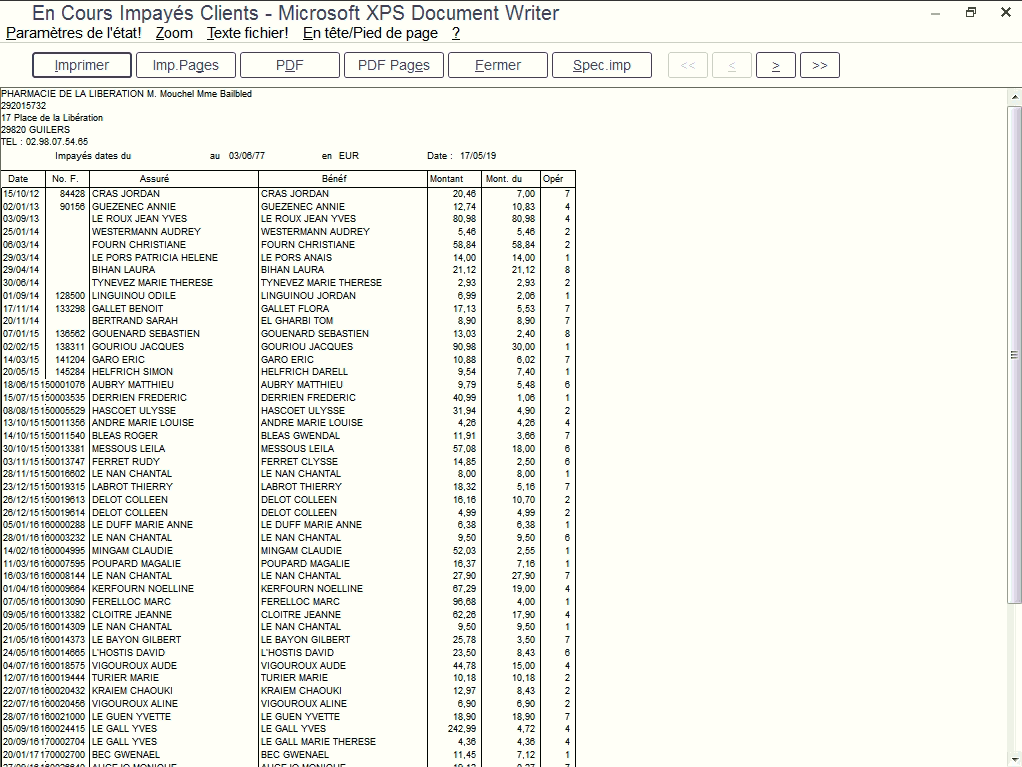 En Cours Impayés Clients - Microsoft XPS Document Writer
Paramètres de l'état! Zoom Texte fichier! En tête/Pied de page ?
Imprimer Imp.Pages PDF PDF Pages Fermer Spec.imp << < > >>
PHARMACIE DE LA LIBERATION M. Mouchel Mme Bailbled
292015732
17 Place de la Libération
29820 GUILERS
TEL : 02.98.07.54.65
Impayés dates du au 03/06/77 en EUR Date : 17/05/19
Date No. F. Assuré Bénéf Montant Mont. du Opér
15/10/12 84428 CRAS JORDAN CRAS JORDAN 20,46 7,00 7
02/01/13 90156 GUEZENEC ANNIE GUEZENEC ANNIE 12,74 10,83 4
03/09/13 LE ROUX JEAN YVES LE ROUX JEAN YVES 80,98 80,98 4
25/01/14 WESTERMANN AUDREY WESTERMANN AUDREY 5,46 5,46 2
06/03/14 FOURN CHRISTIANE FOURN CHRISTIANE 58,84 58,84 2
29/03/14 LE PORS PATRICIA HELENE LE PORS ANAIS 14,00 14,00 1
29/04/14 BIHAN LAURA BIHAN LAURA 21,12 21,12 8
30/06/14 TYNEVEZ MARIE THERESE TYNEVEZ MARIE THERESE 2,93 2,93 2
01/09/14 128500 LINGUINOU ODILE LINGUINOU JORDAN 6,99 2,06 1
17/11/14 133298 GALLET BENOIT GALLET FLORA 17,13 5,53 7
20/11/14 BERTRAND SARAH EL GHARBI TOM 8,90 8,90 7
07/01/15 136562 GOUENARD SEBASTIEN GOUENARD SEBASTIEN 13,03 2,40 8
02/02/15 138311 GOURIOU JACQUES GOURIOU JACQUES 90,98 30,00 1
14/03/15 141204 GARO ERIC GARO ERIC 10,88 6,02 7
20/05/15 145284 HELFRICH SIMON HELFRICH DARELL 9,54 7,40 1
18/06/15 150001076 AUBRY MATTHIEU AUBRY MATTHIEU 9,79 5,48 6
15/07/15 150003535 DERRIEN FREDERIC DERRIEN FREDERIC 40,99 1,06 1
08/08/15 150005529 HASCOET ULYSSE HASCOET ULYSSE 31,94 4,90 2
13/10/15 150011356 ANDRE MARIE LOUISE ANDRE MARIE LOUISE 4,26 4,26 4
14/10/15 150011540 BLEAS ROGER BLEAS GWENDAL 11,91 3,66 7
30/10/15 150013381 MESSOUS LEILA MESSOUS LEILA 57,08 18,00 6
03/11/15 150013747 FERRET RUDY FERRET CLYSSE 14,85 2,50 6
28/11/15 150016602 LE NAN CHANTAL LE NAN CHANTAL 8,00 8,00 1
23/12/15 150019315 LABROT THIERRY LABROT THIERRY 18,32 5,16 7
26/12/15 150019613 DELOT COLLEEN DELOT COLLEEN 16,16 10,70 2
26/12/15 150019614 DELOT COLLEEN DELOT COLLEEN 4,99 4,99 2
05/01/16 160000288 LE DUFF MARIE ANNE LE DUFF MARIE ANNE 6,38 6,38 1
28/01/16 160003232 LE NAN CHANTAL LE NAN CHANTAL 9,50 9,50 6
14/02/16 160004995 MINGAM CLAUDIE MINGAM CLAUDIE 52,03 2,55 1
11/03/16 160007595 POUPARD MAGALIE POUPARD MAGALIE 16,37 7,16 1
16/03/16 160008144 LE NAN CHANTAL LE NAN CHANTAL 27,90 27,90 7
01/04/16 160009664 KERFOURN NOELLINE KERFOURN NOELLINE 67,29 19,00 4
07/05/16 160013090 FERELLOC MARC FERELLOC MARC 96,68 4,00 1
09/05/16 160013382 CLOITRE JEANNE CLOITRE JEANNE 62,26 17,90 4
20/05/16 160014309 LE NAN CHANTAL LE NAN CHANTAL 9,50 9,50 1
21/05/16 160014373 LE BAYON GILBERT LE BAYON GILBERT 25,78 3,50 7
24/05/16 160014665 L'HOSTIS DAVID L'HOSTIS DAVID 23,50 8,43 6
04/07/16 160018575 VIGOUROUX AUDE VIGOUROUX AUDE 44,78 15,00 4
12/07/16 160019444 TURIER MARIE TURIER MARIE 10,18 10,18 2
22/07/16 160020432 KRAIEM CHAOUKI KRAIEM CHAOUKI 12,97 8,43 2
22/07/16 160020456 VIGOUROUX ALINE VIGOUROUX ALINE 6,90 6,90 2
28/07/16 160021000 LE GUEN YVETTE LE GUEN YVETTE 18,90 18,90 7
05/09/16 160024415 LE GALL YVES LE GALL YVES 242,99 4,72 4
20/09/16 170002704 LE GALL YVES LE GALL MARIE THERESE 4,36 4,36 4
20/01/17 170002700 BEC GWENAEL BEC GWENAEL 11,45 7,12 1